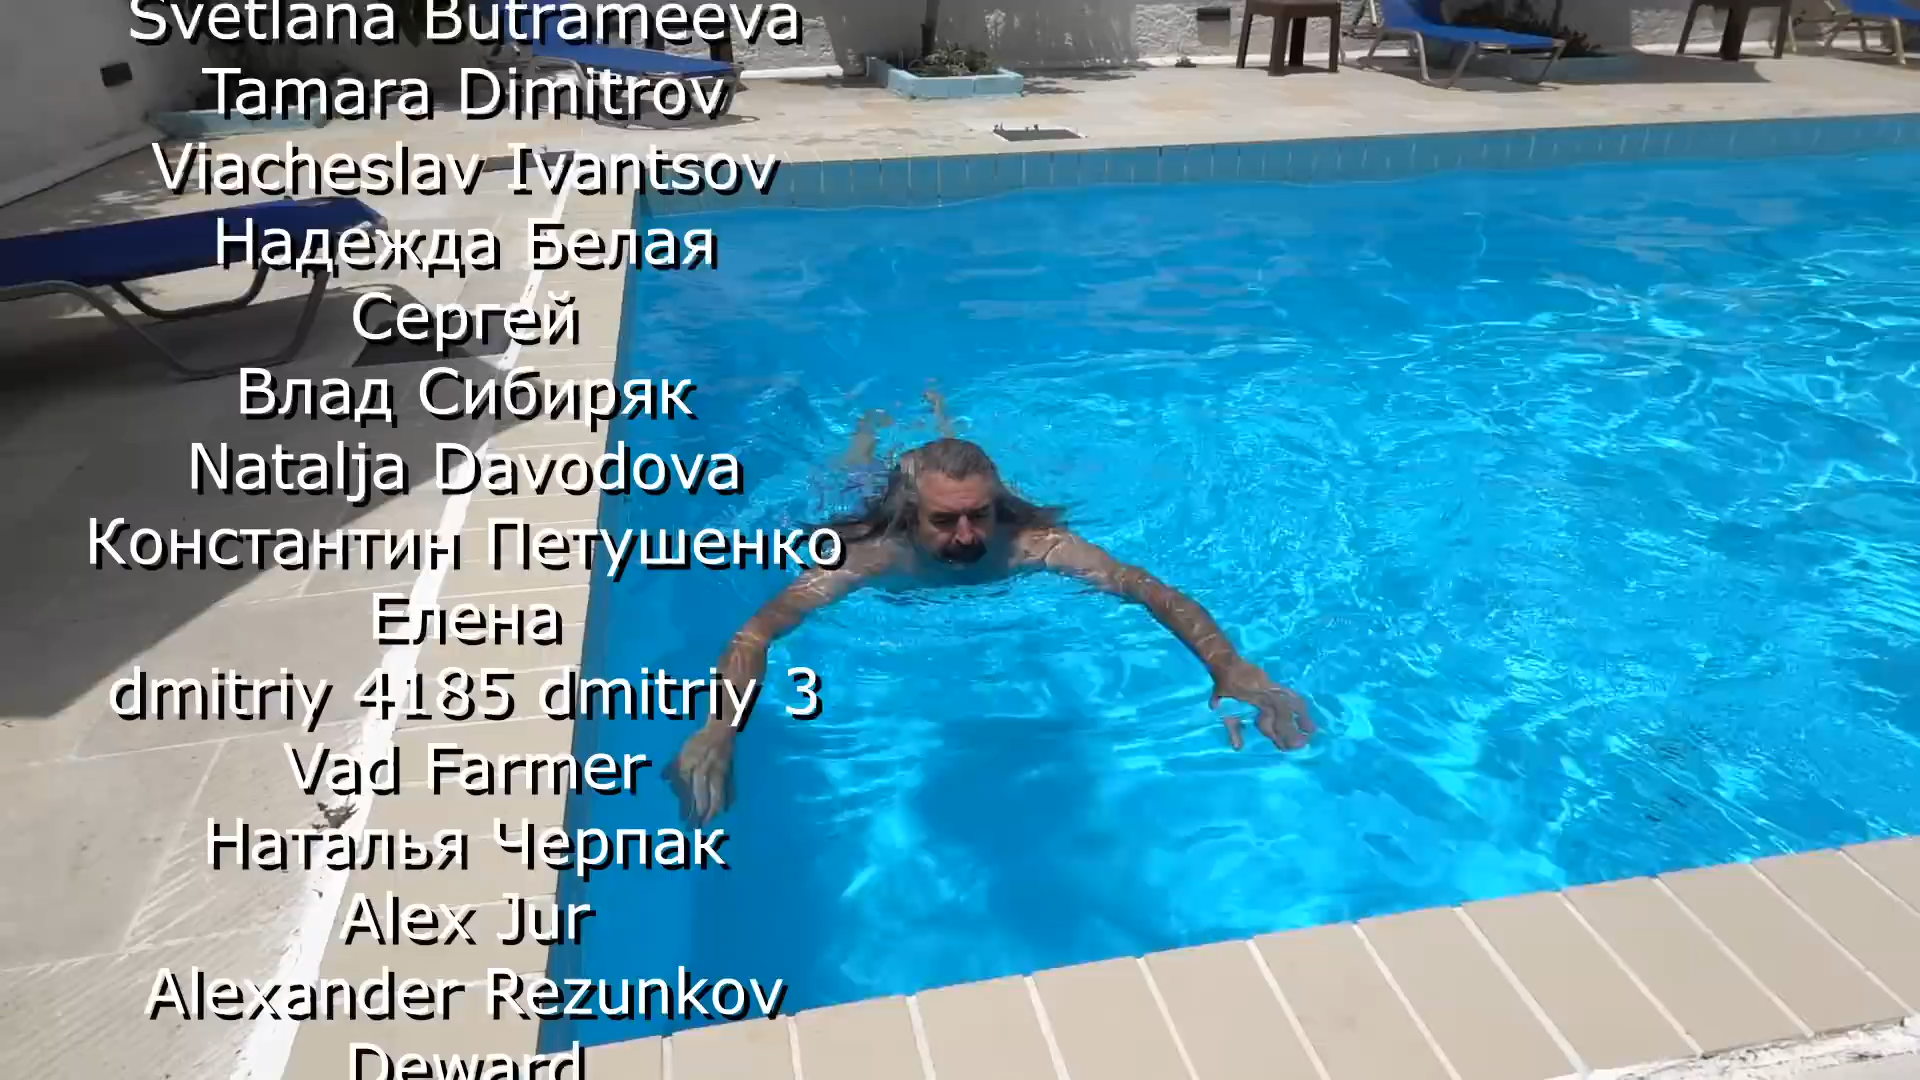 Svetlana Butrameeva
Tamara Dimitrov
Viacheslav Ivantsov
Надежда Белая
Сергей
Влад Сибиряк
Natalja Davodova
Константин Петушенко
Елена
dmitriy 4185 dmitriy 3
Vad Farmer
Наталья Черпак
Alex Jur
Alexander Rezunkov
Deward